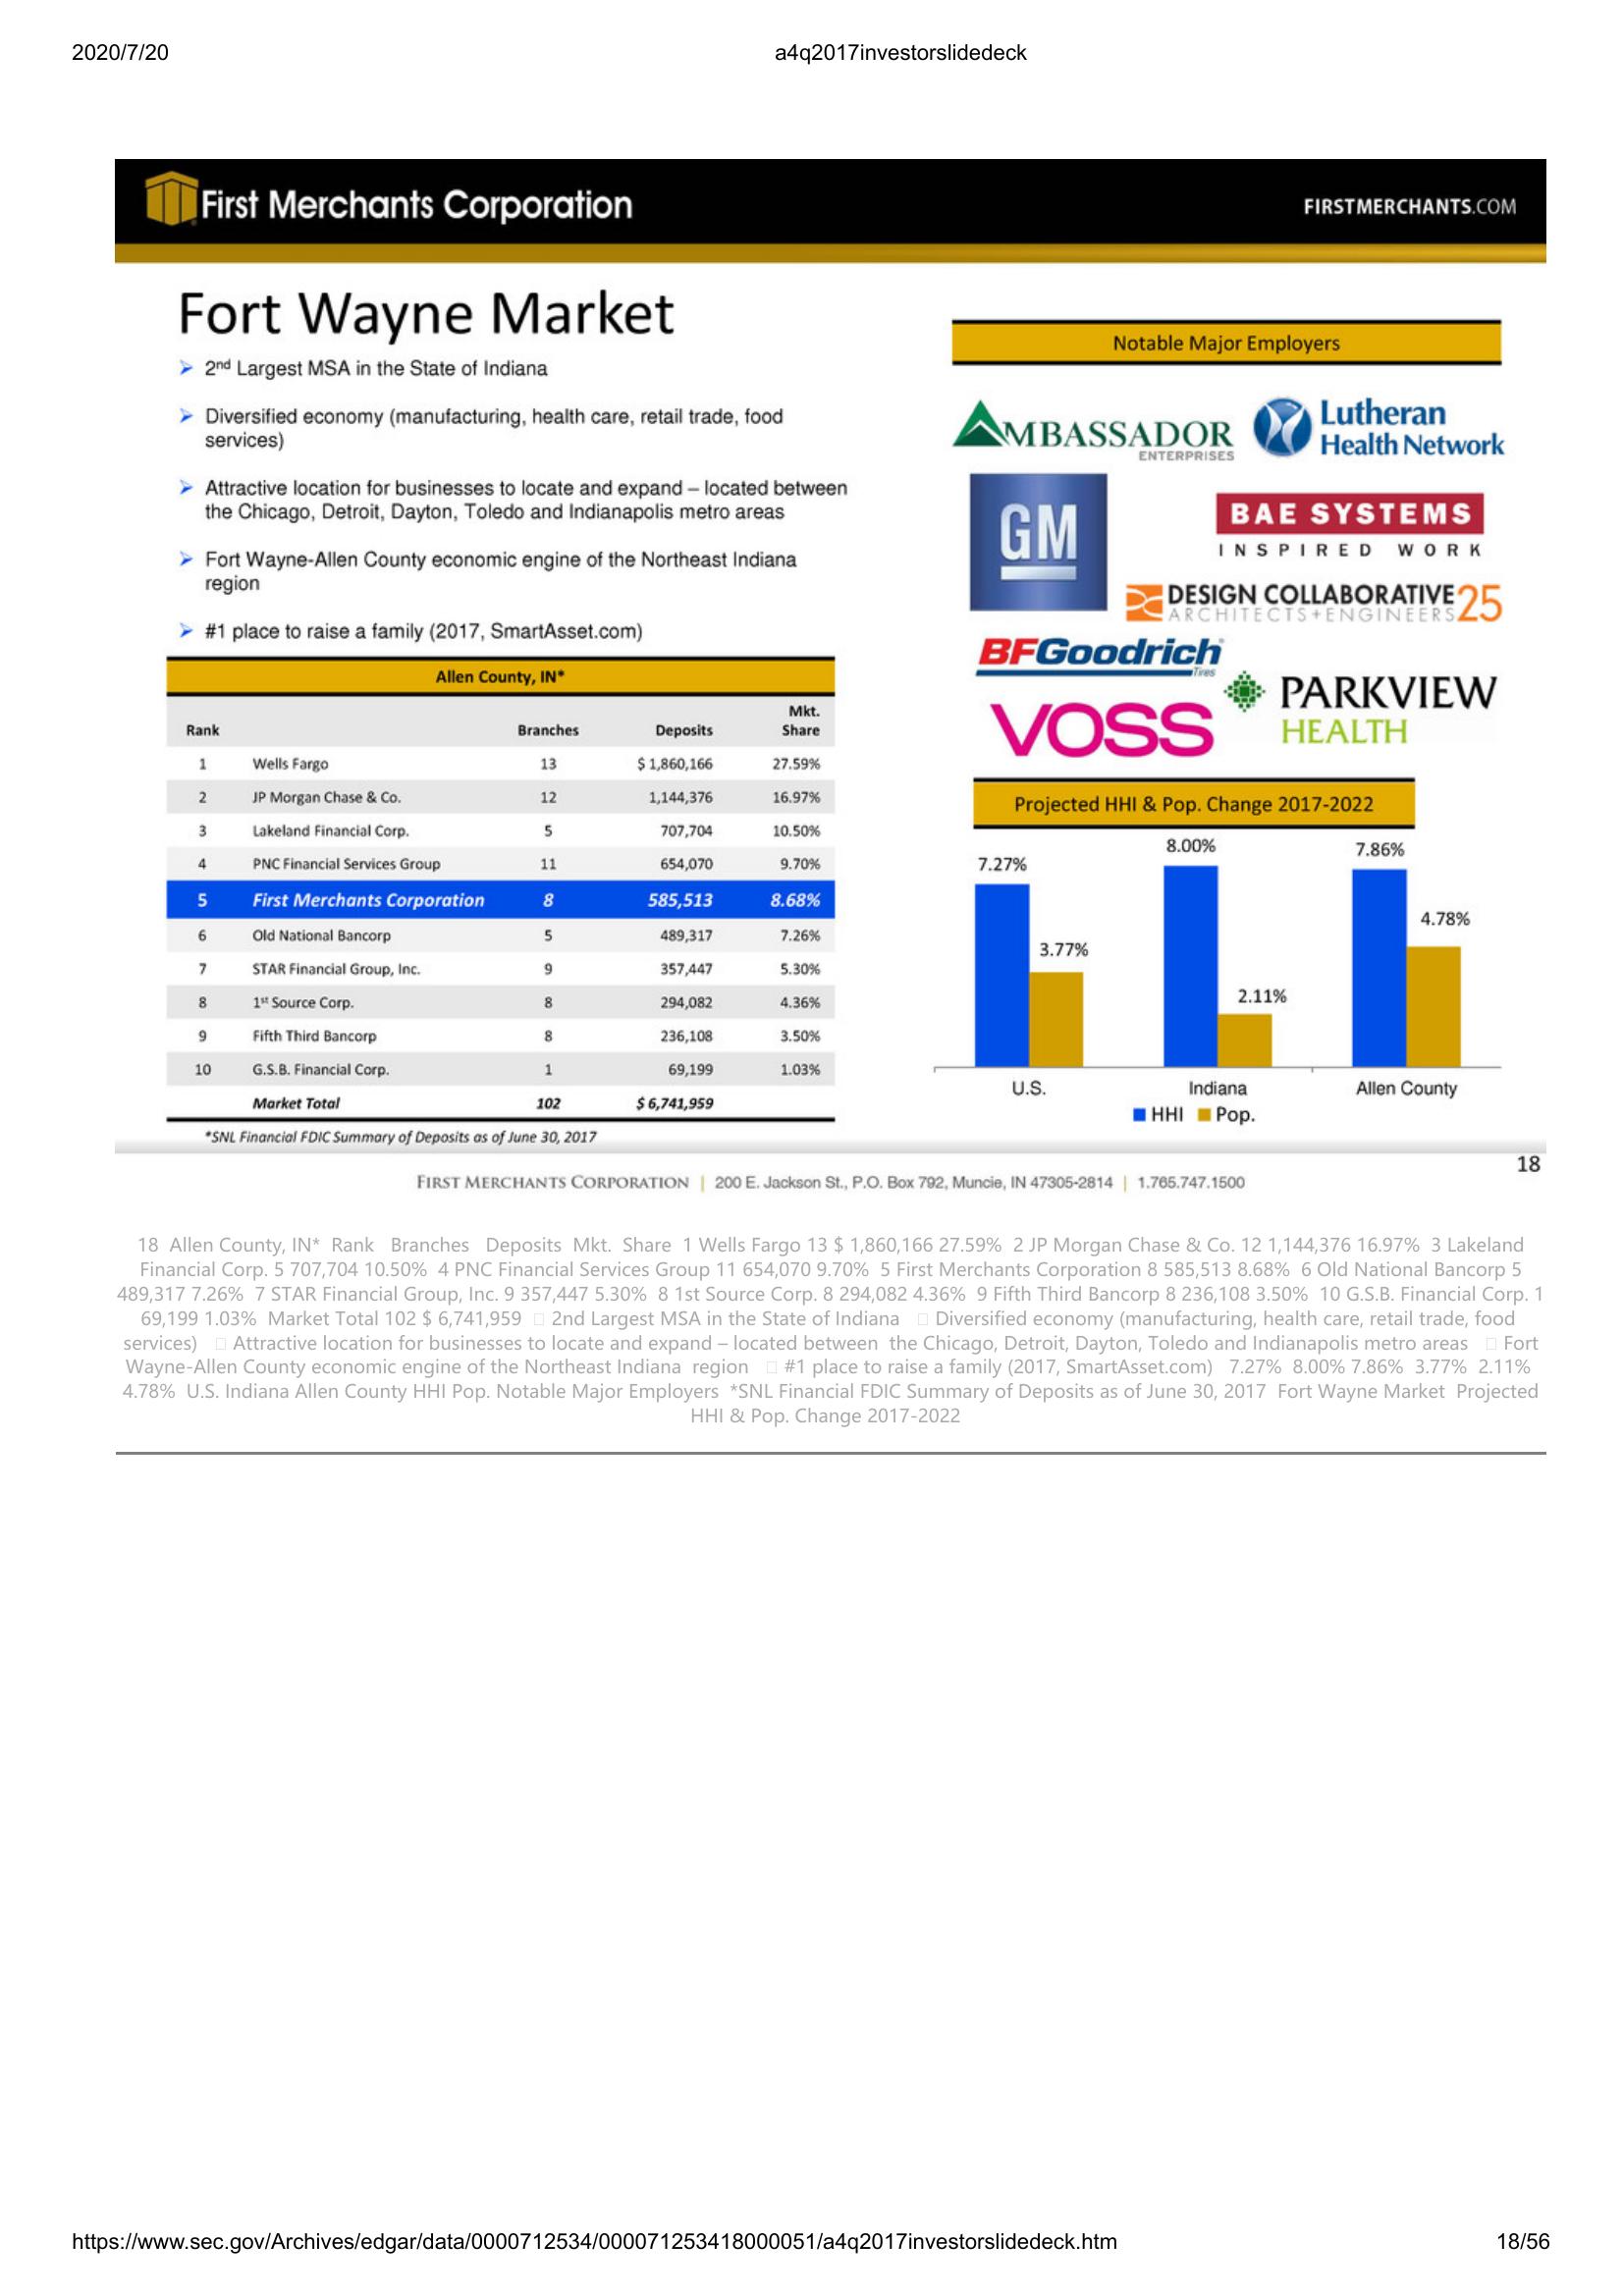 2020/7/20 a4q2017investorslidedeck
First Merchants Corporation FIRSTMERCHANTS.COM
Fort Wayne Market
➢ 2nd Largest MSA in the State of Indiana
➢ Diversified economy (manufacturing, health care, retail trade, food
services)
➢ Attractive location for businesses to locate and expand – located between
the Chicago, Detroit, Dayton, Toledo and Indianapolis metro areas
➢ Fort Wayne-Allen County economic engine of the Northeast Indiana
region
➢ #1 place to raise a family (2017, SmartAsset.com)
Allen County, IN*
Rank Branches Deposits Mkt. Share
1 Wells Fargo 13 $ 1,860,166 27.59%
2 JP Morgan Chase & Co. 12 1,144,376 16.97%
3 Lakeland Financial Corp. 5 707,704 10.50%
4 PNC Financial Services Group 11 654,070 9.70%
5 First Merchants Corporation 8 585,513 8.68%
6 Old National Bancorp 5 489,317 7.26%
7 STAR Financial Group, Inc. 9 357,447 5.30%
8 1st Source Corp. 8 294,082 4.36%
9 Fifth Third Bancorp 8 236,108 3.50%
10 G.S.B. Financial Corp. 1 69,199 1.03%
Market Total 102 $ 6,741,959
*SNL Financial FDIC Summary of Deposits as of June 30, 2017
Notable Major Employers
AMBASSADOR
ENTERPRISES
Lutheran
Health Network
GM
BAE SYSTEMS
INSPIRED WORK
DESIGN COLLABORATIVE 25
ARCHITECTS+ENGINEERS
BFGoodrich
Tires
VOSS
PARKVIEW
HEALTH
Projected HHI & Pop. Change 2017-2022
7.27% 8.00% 7.86%
3.77% 2.11% 4.78%
U.S. Indiana Allen County
HHI Pop.
18
FIRST MERCHANTS CORPORATION | 200 E. Jackson St., P.O. Box 792, Muncie, IN 47305-2814 | 1.765.747.1500
18 Allen County, IN* Rank Branches Deposits Mkt. Share 1 Wells Fargo 13 $ 1,860,166 27.59% 2 JP Morgan Chase & Co. 12 1,144,376 16.97% 3 Lakeland
Financial Corp. 5 707,704 10.50% 4 PNC Financial Services Group 11 654,070 9.70% 5 First Merchants Corporation 8 585,513 8.68% 6 Old National Bancorp 5
489,317 7.26% 7 STAR Financial Group, Inc. 9 357,447 5.30% 8 1st Source Corp. 8 294,082 4.36% 9 Fifth Third Bancorp 8 236,108 3.50% 10 G.S.B. Financial Corp. 1
69,199 1.03% Market Total 102 $ 6,741,959 □ 2nd Largest MSA in the State of Indiana □ Diversified economy (manufacturing, health care, retail trade, food
services) □ Attractive location for businesses to locate and expand – located between the Chicago, Detroit, Dayton, Toledo and Indianapolis metro areas □ Fort
Wayne-Allen County economic engine of the Northeast Indiana region □ #1 place to raise a family (2017, SmartAsset.com) 7.27% 8.00% 7.86% 3.77% 2.11%
4.78% U.S. Indiana Allen County HHI Pop. Notable Major Employers *SNL Financial FDIC Summary of Deposits as of June 30, 2017 Fort Wayne Market Projected
HHI & Pop. Change 2017-2022
https://www.sec.gov/Archives/edgar/data/0000712534/000071253418000051/a4q2017investorslidedeck.htm 18/56